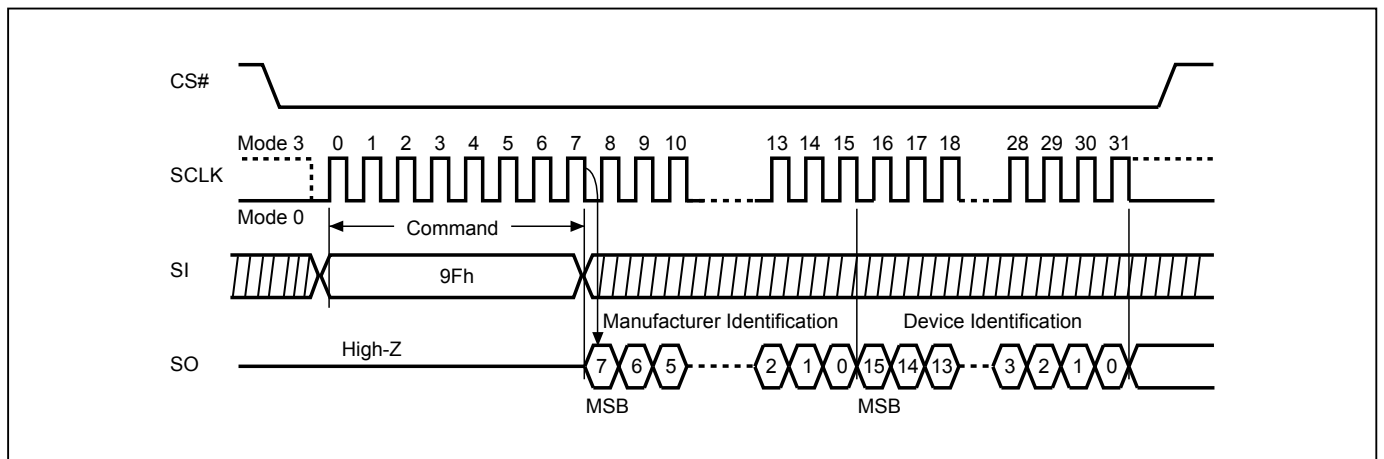 CS#
Mode 3 0 1 2 3 4 5 6 7 8 9 10 13 14 15 16 17 18 28 29 30 31
SCLK
Mode 0
Command
SI 9Fh
Manufacturer Identification Device Identification
High-Z
SO 7 6 5 2 1 0 15 14 13 3 2 1 0
MSB MSB